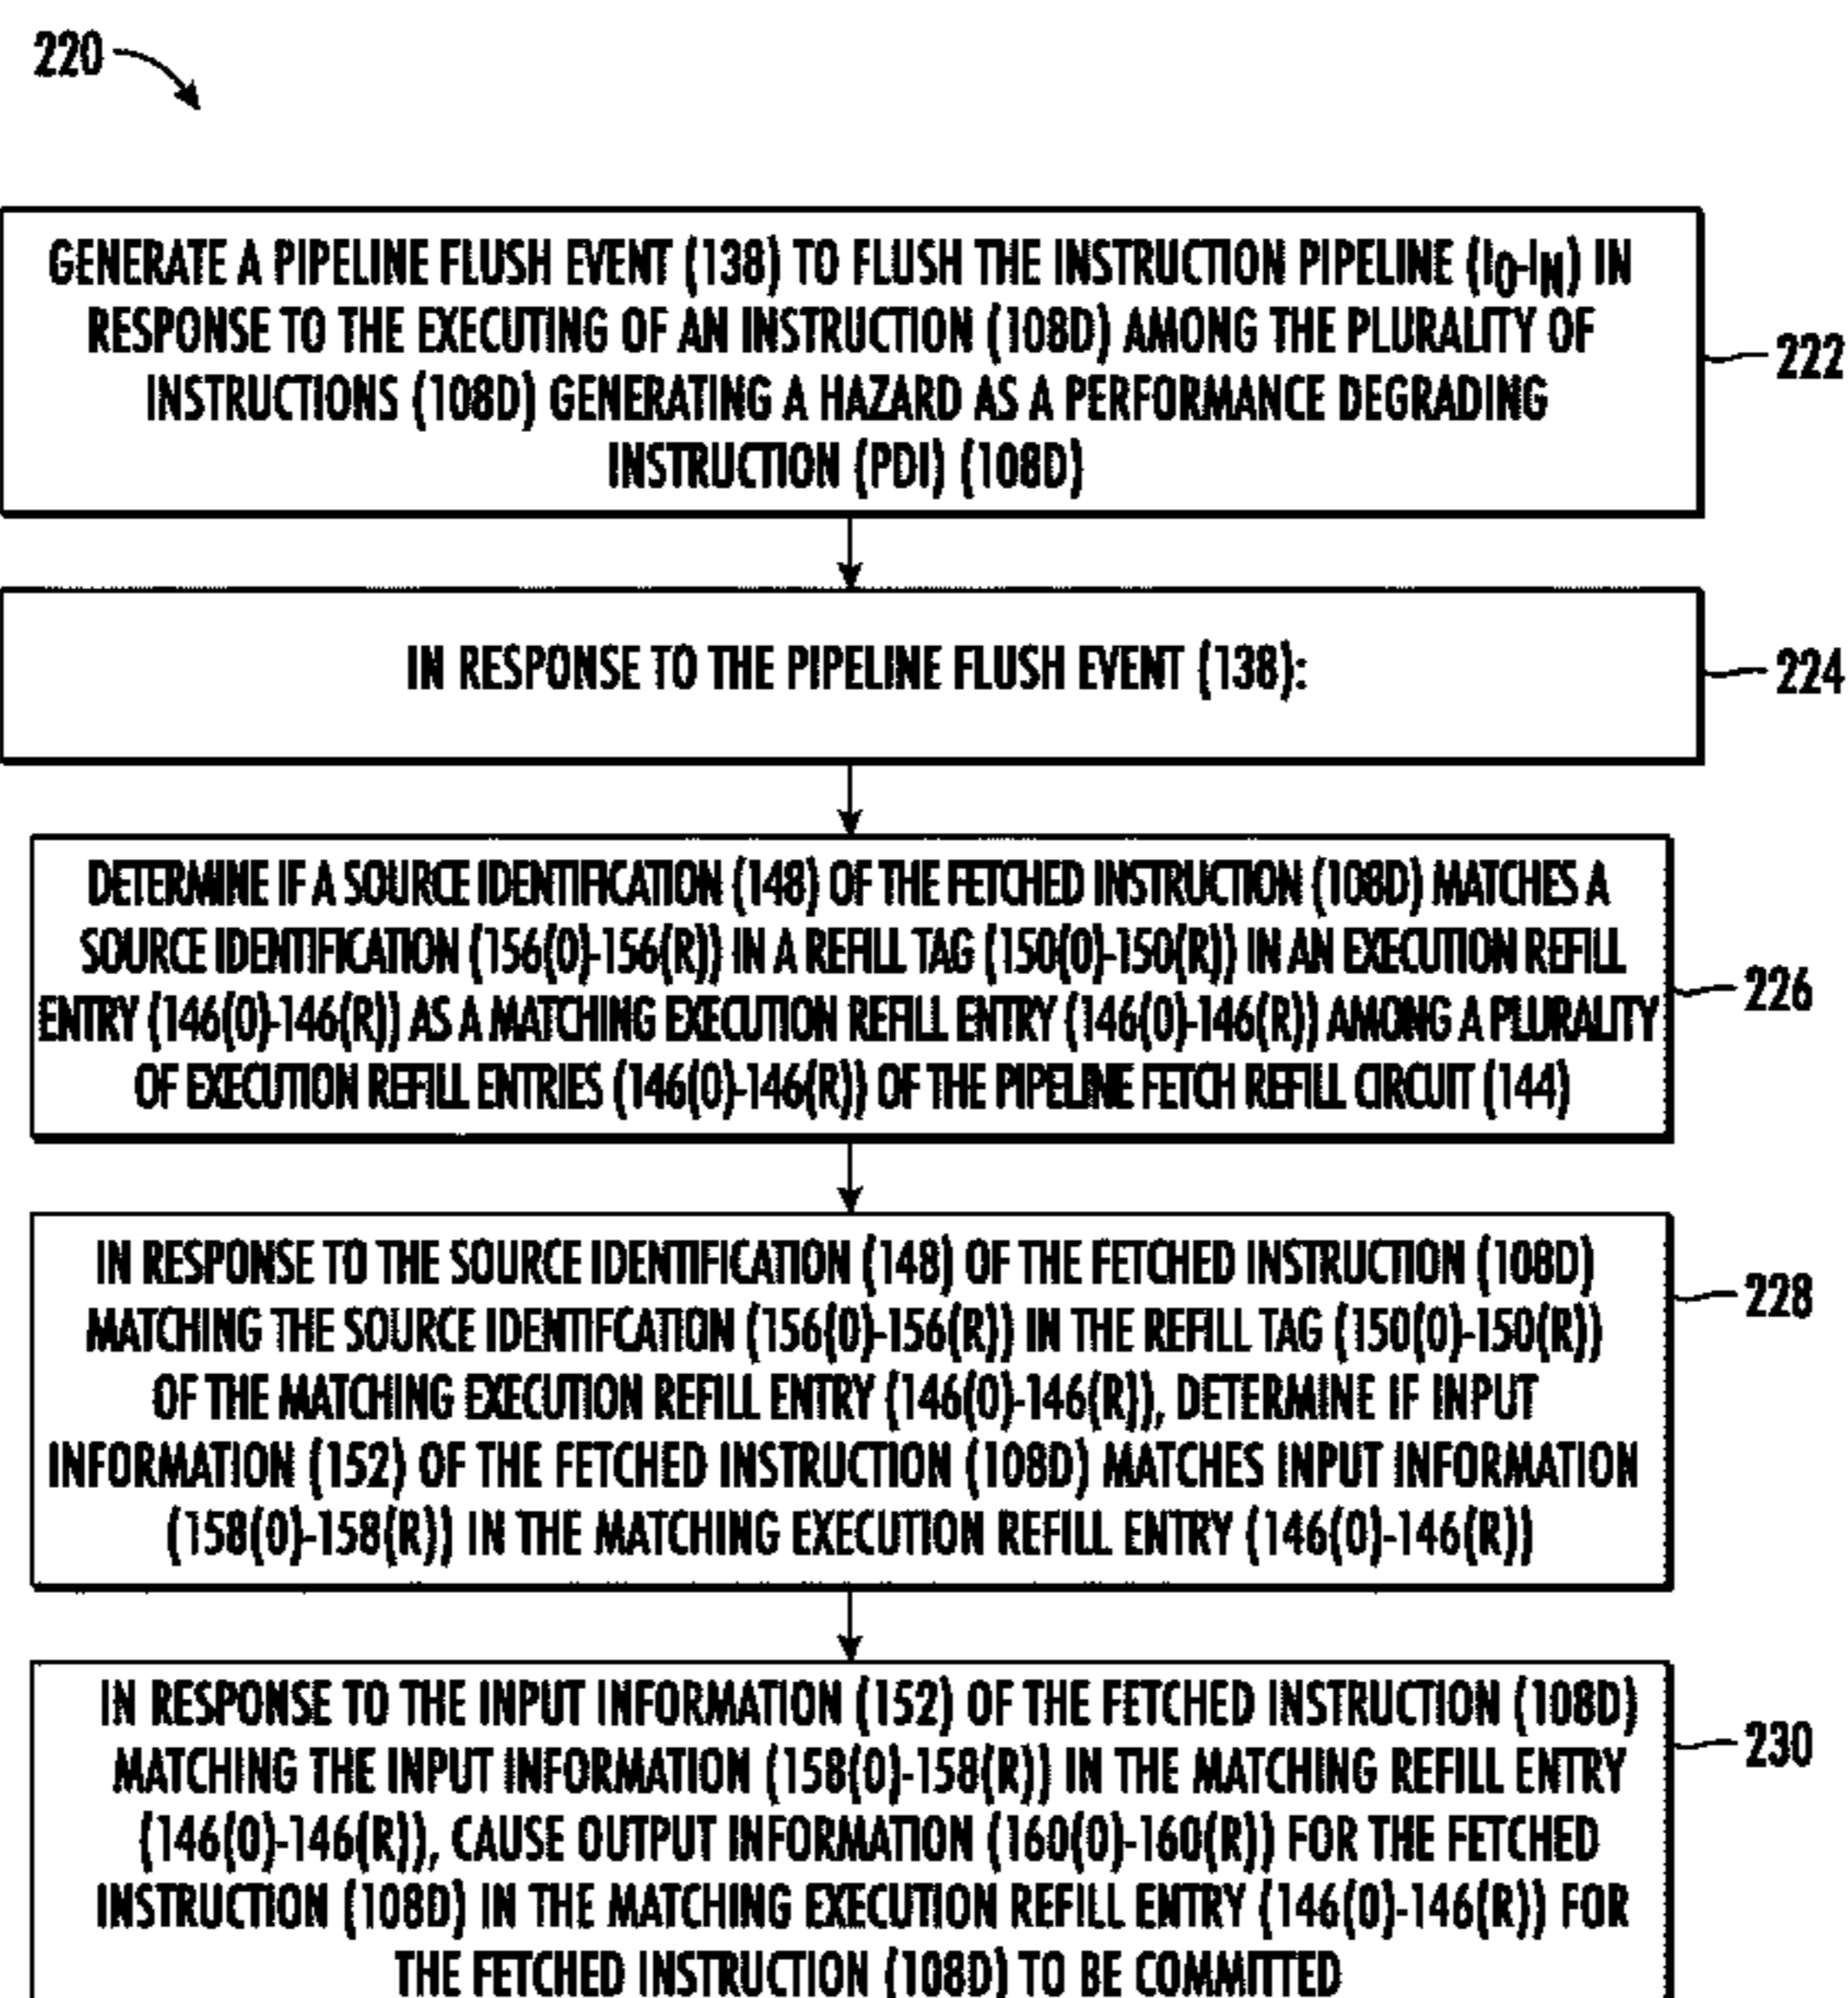 220
GENERATE A PIPELINE FLUSH EVENT (138) TO FLUSH THE INSTRUCTION PIPELINE (I0-IN) IN
RESPONSE TO THE EXECUTING OF AN INSTRUCTION (108D) AMONG THE PLURALITY OF
INSTRUCTIONS (108D) GENERATING A HAZARD AS A PERFORMANCE DEGRADING
INSTRUCTION (PDI) (108D)
222
IN RESPONSE TO THE PIPELINE FLUSH EVENT (138):
224
DETERMINE IF A SOURCE IDENTIFICATION (148) OF THE FETCHED INSTRUCTION (108D) MATCHES A
SOURCE IDENTIFICATION (156(0)-156(R)) IN A REFILL TAG (150(0)-150(R)) IN AN EXECUTION REFILL
ENTRY (146(0)-146(R)) AS A MATCHING EXECUTION REFILL ENTRY (146(0)-146(R)) AMONG A PLURALITY
OF EXECUTION REFILL ENTRIES (146(0)-146(R)) OF THE PIPELINE FETCH REFILL CIRCUIT (144)
226
IN RESPONSE TO THE SOURCE IDENTIFICATION (148) OF THE FETCHED INSTRUCTION (108D)
MATCHING THE SOURCE IDENTIFCATION (156(0)-156(R)) IN THE REFILL TAG (150(0)-150(R))
OF THE MATCHING EXECUTION REFILL ENTRY (146(0)-146(R)), DETERMINE IF INPUT
INFORMATION (152) OF THE FETCHED INSTRUCTION (108D) MATCHES INPUT INFORMATION
(158(0)-158(R)) IN THE MATCHING EXECUTION REFILL ENTRY (146(0)-146(R))
228
IN RESPONSE TO THE INPUT INFORMATION (152) OF THE FETCHED INSTRUCTION (108D)
MATCHING THE INPUT INFORMATION (158(0)-158(R)) IN THE MATCHING REFILL ENTRY
(146(0)-146(R)), CAUSE OUTPUT INFORMATION (160(0)-160(R)) FOR THE FETCHED
INSTRUCTION (108D) IN THE MATCHING EXECUTION REFILL ENTRY (146(0)-146(R)) FOR
THE FETCHED INSTRUCTION (108D) TO BE COMMITTED
230